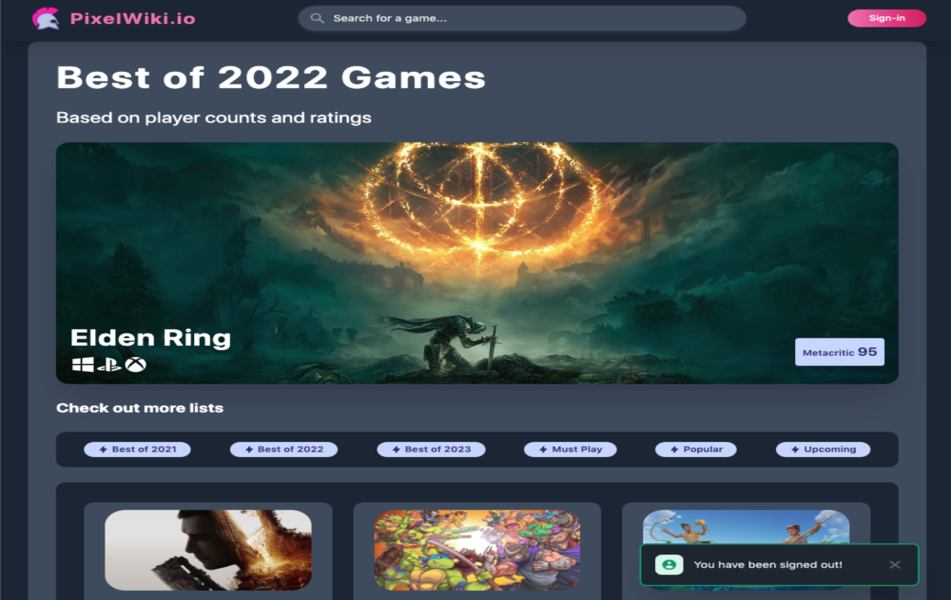 PixelWiki.io
Search for a game...
Sign-in
Best of 2022 Games
Based on player counts and ratings
Elden Ring
Metacritic 95
Check out more lists
Best of 2021
Best of 2022
Best of 2023
Must Play
Popular
Upcoming
You have been signed out!